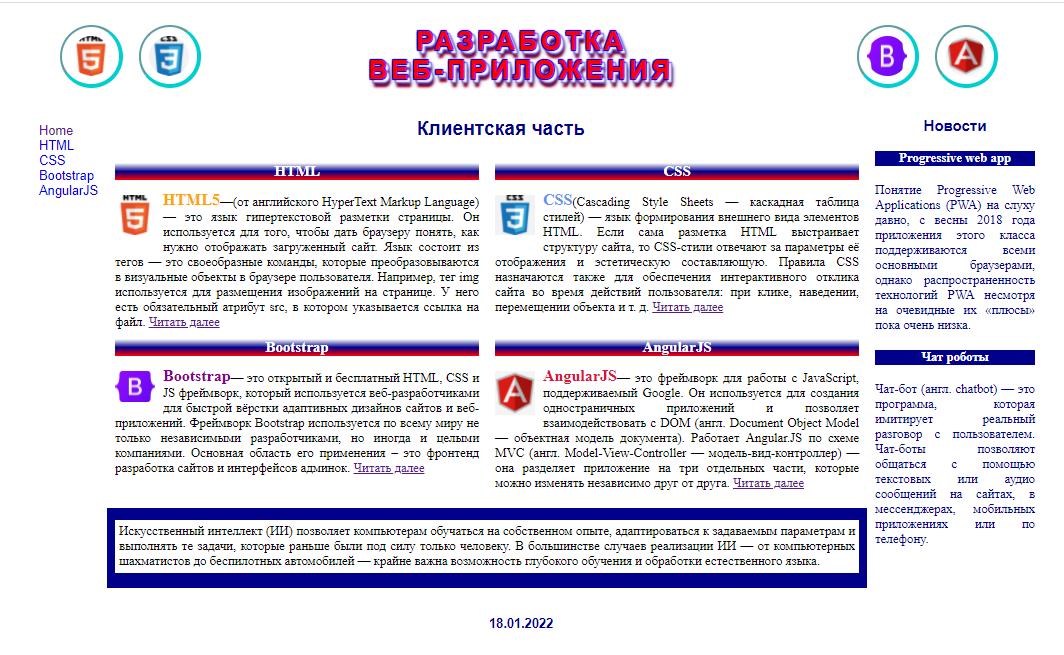 HTML
5
CSS
3
РАЗРАБОТКА
ВЕБ-ПРИЛОЖЕНИЯ
B
A
Home
HTML
CSS
Bootstrap
AngularJS
Клиентская часть
HTML
HTML
5
HTML5—(от английского HyperText Markup Language)
— это язык гипертекстовой разметки страницы. Он
используется для того, чтобы дать браузеру понять, как
нужно отображать загруженный сайт. Язык состоит из
тегов — это своеобразные команды, которые преобразовываются
в визуальные объекты в браузере пользователя. Например, тег img
используется для размещения изображений на странице. У него
есть обязательный атрибут src, в котором указывается ссылка на
файл. Читать далее
CSS
CSS
3
CSS(Cascading Style Sheets — каскадная таблица
стилей) — язык формирования внешнего вида элементов
HTML. Если сама разметка HTML выстраивает
структуру сайта, то CSS-стили отвечают за параметры её
отображения и эстетическую составляющую. Правила CSS
назначаются также для обеспечения интерактивного отклика
сайта во время действий пользователя: при клике, наведении,
перемещении объекта и т. д. Читать далее
Bootstrap
B
Bootstrap— это открытый и бесплатный HTML, CSS и
JS фреймворк, который используется веб-разработчиками
для быстрой вёрстки адаптивных дизайнов сайтов и веб-
приложений. Фреймворк Bootstrap используется по всему миру не
только независимыми разработчиками, но иногда и целыми
компаниями. Основная область его применения – это фронтенд
разработка сайтов и интерфейсов админок. Читать далее
AngularJS
A
AngularJS— это фреймворк для работы с JavaScript,
поддерживаемый Google. Он используется для создания
одностраничных приложений и позволяет
взаимодействовать с DOM (англ. Document Object Model
— объектная модель документа). Работает AngularJS по схеме
MVC (англ. Model-View-Controller — модель-вид-контроллер) —
она разделяет приложение на три отдельных части, которые
можно изменять независимо друг от друга. Читать далее
Искусственный интеллект (ИИ) позволяет компьютерам обучаться на собственном опыте, адаптироваться к задаваемым параметрам и
выполнять те задачи, которые раньше были под силу только человеку. В большинстве случаев реализации ИИ — от компьютерных
шахматистов до беспилотных автомобилей — крайне важна возможность глубокого обучения и обработки естественного языка.
Новости
Progressive web app
Понятие Progressive Web
Applications (PWA) на слуху
давно, с весны 2018 года
приложения этого класса
поддерживаются всеми
основными браузерами,
однако распространенность
технологий PWA несмотря
на очевидные их «плюсы»
пока очень низка.
Чат роботы
Чат-бот (англ. chatbot) — это
программа, которая
имитирует реальный
разговор с пользователем.
Чат-боты позволяют
общаться с помощью
текстовых или аудио
сообщений на сайтах, в
мессенджерах, мобильных
приложениях или по
телефону.
18.01.2022